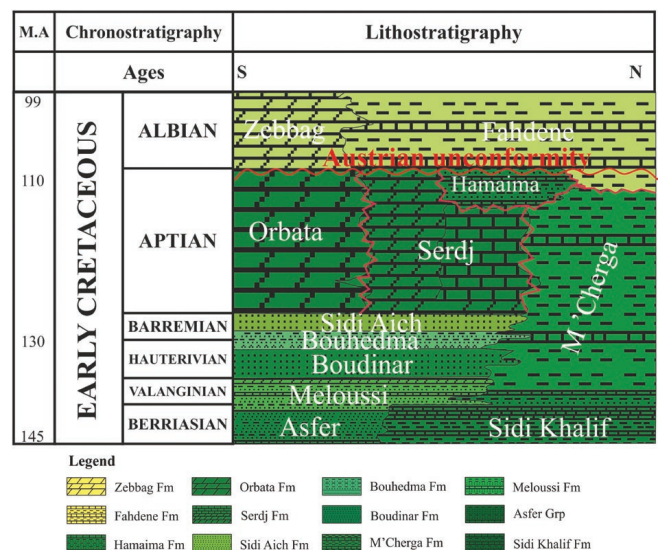 M.A Chronostratigraphy Lithostratigraphy
Ages S N
99
110
130
145
EARLY CRETACEOUS
ALBIAN
APTIAN
BARREMIAN
HAUTERIVIAN
VALANGINIAN
BERRIASIAN
Zebbag Fahdene
Austrian unconformity
Hamaima
Orbata Serdj M'Cherga
Sidi Aich
Bouhedma
Boudinar
Meloussi
Asfer Sidi Khalif
Legend
Zebbag Fm Orbata Fm Bouhedma Fm Meloussi Fm
Fahdene Fm Serdj Fm Boudinar Fm Asfer Grp
Hamaima Fm Sidi Aich Fm M'Cherga Fm Sidi Khalif Fm